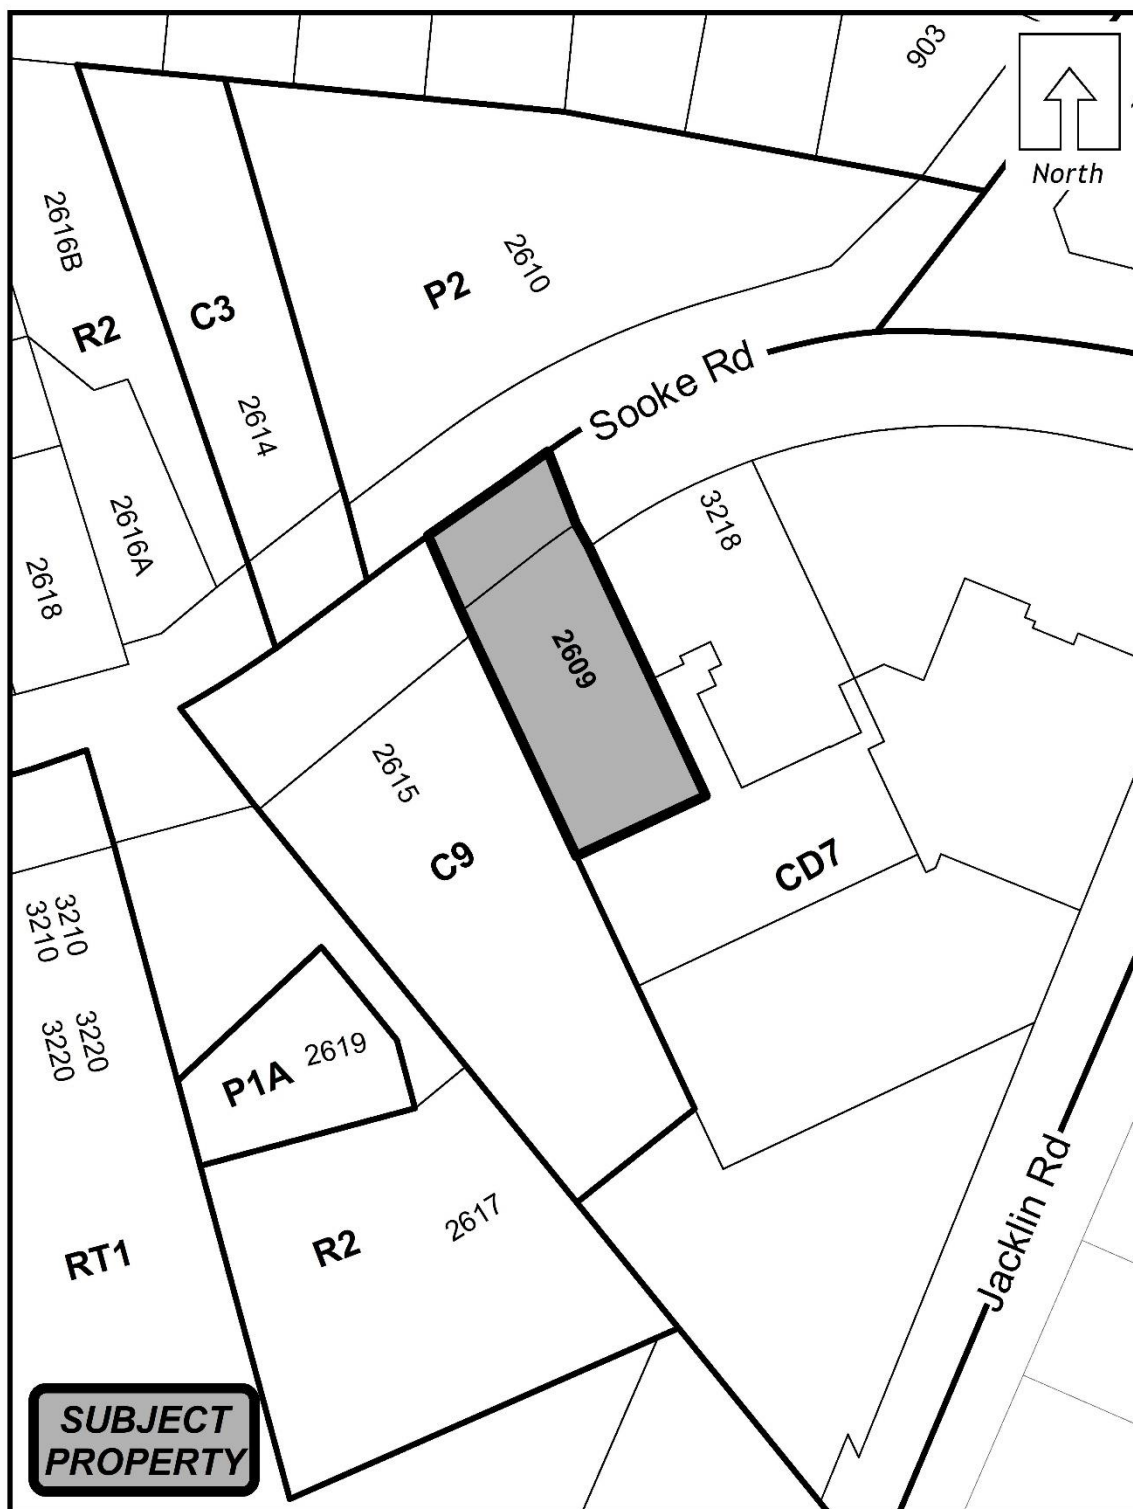 903
North
2616B
R2
C3
P2
2610
Sooke Rd
2614
3218
2616A
2618
2609
2615
C9
CD7
3210
3210
3220
3220
P1A
2619
R2
2617
RT1
Jacklin Rd
SUBJECT
PROPERTY